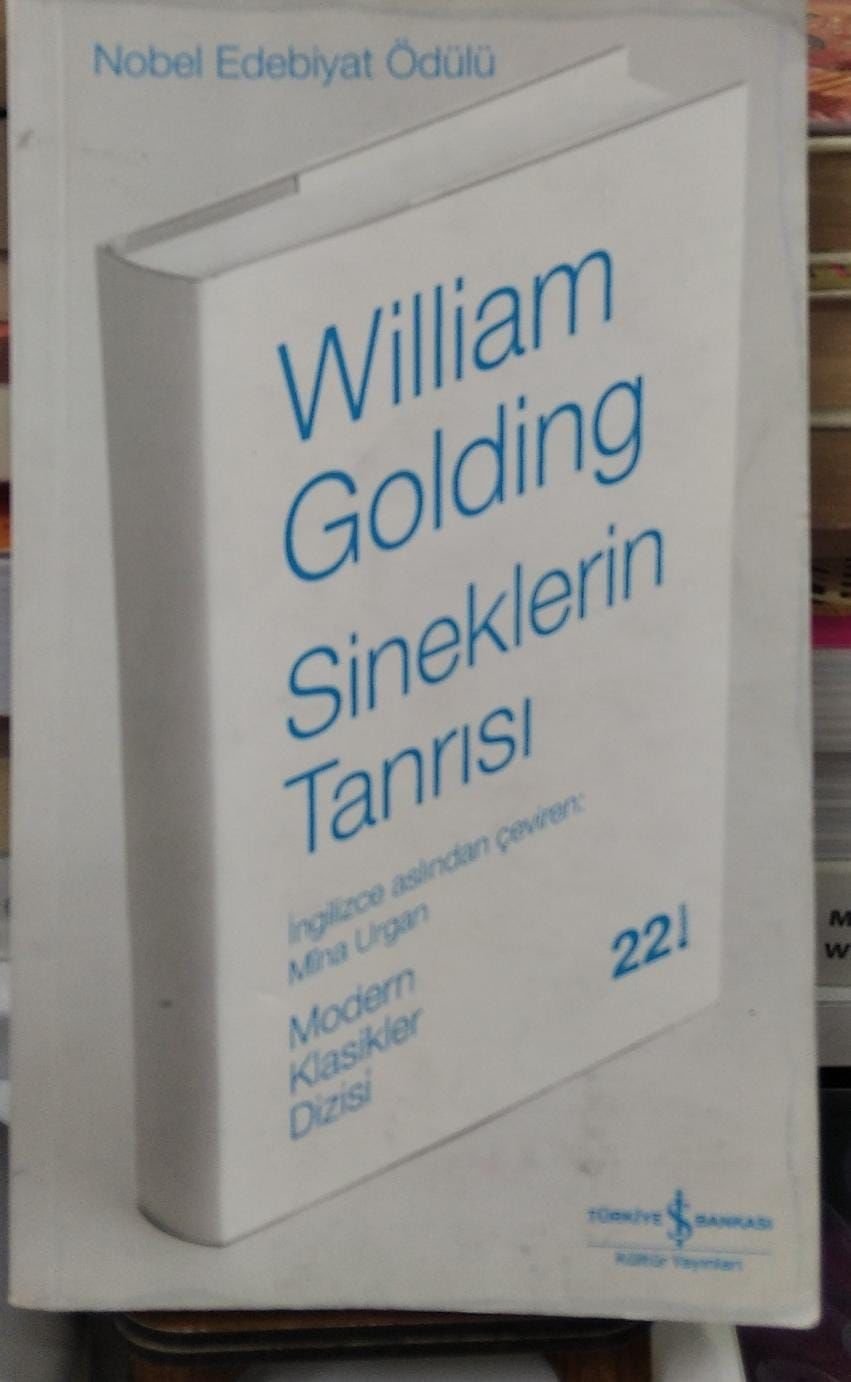 Nobel Edebiyat Ödülü
William
Golding
Sineklerin
Tanrısı
İngilizce aslından çeviren:
Mîna Urgan
Modern
Klasikler
Dizisi
22
TÜRKİYE İŞ BANKASI
Kültür Yayınları
M
W